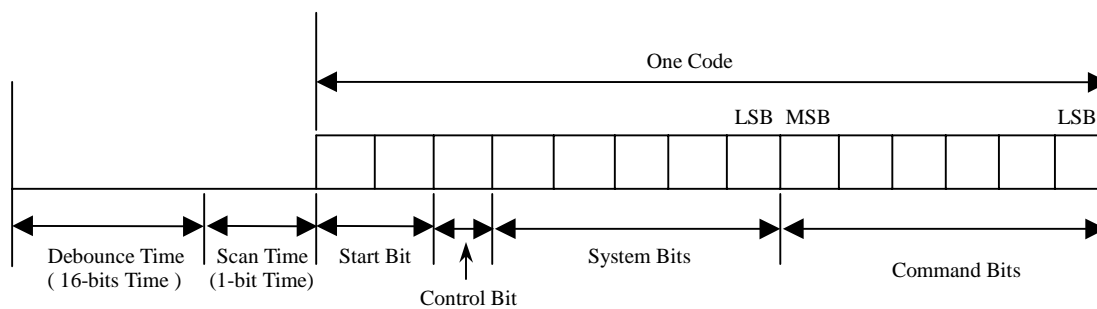 One Code
LSB MSB LSB
Debounce Time
( 16-bits Time )
Scan Time
(1-bit Time)
Start Bit
Control Bit
System Bits
Command Bits